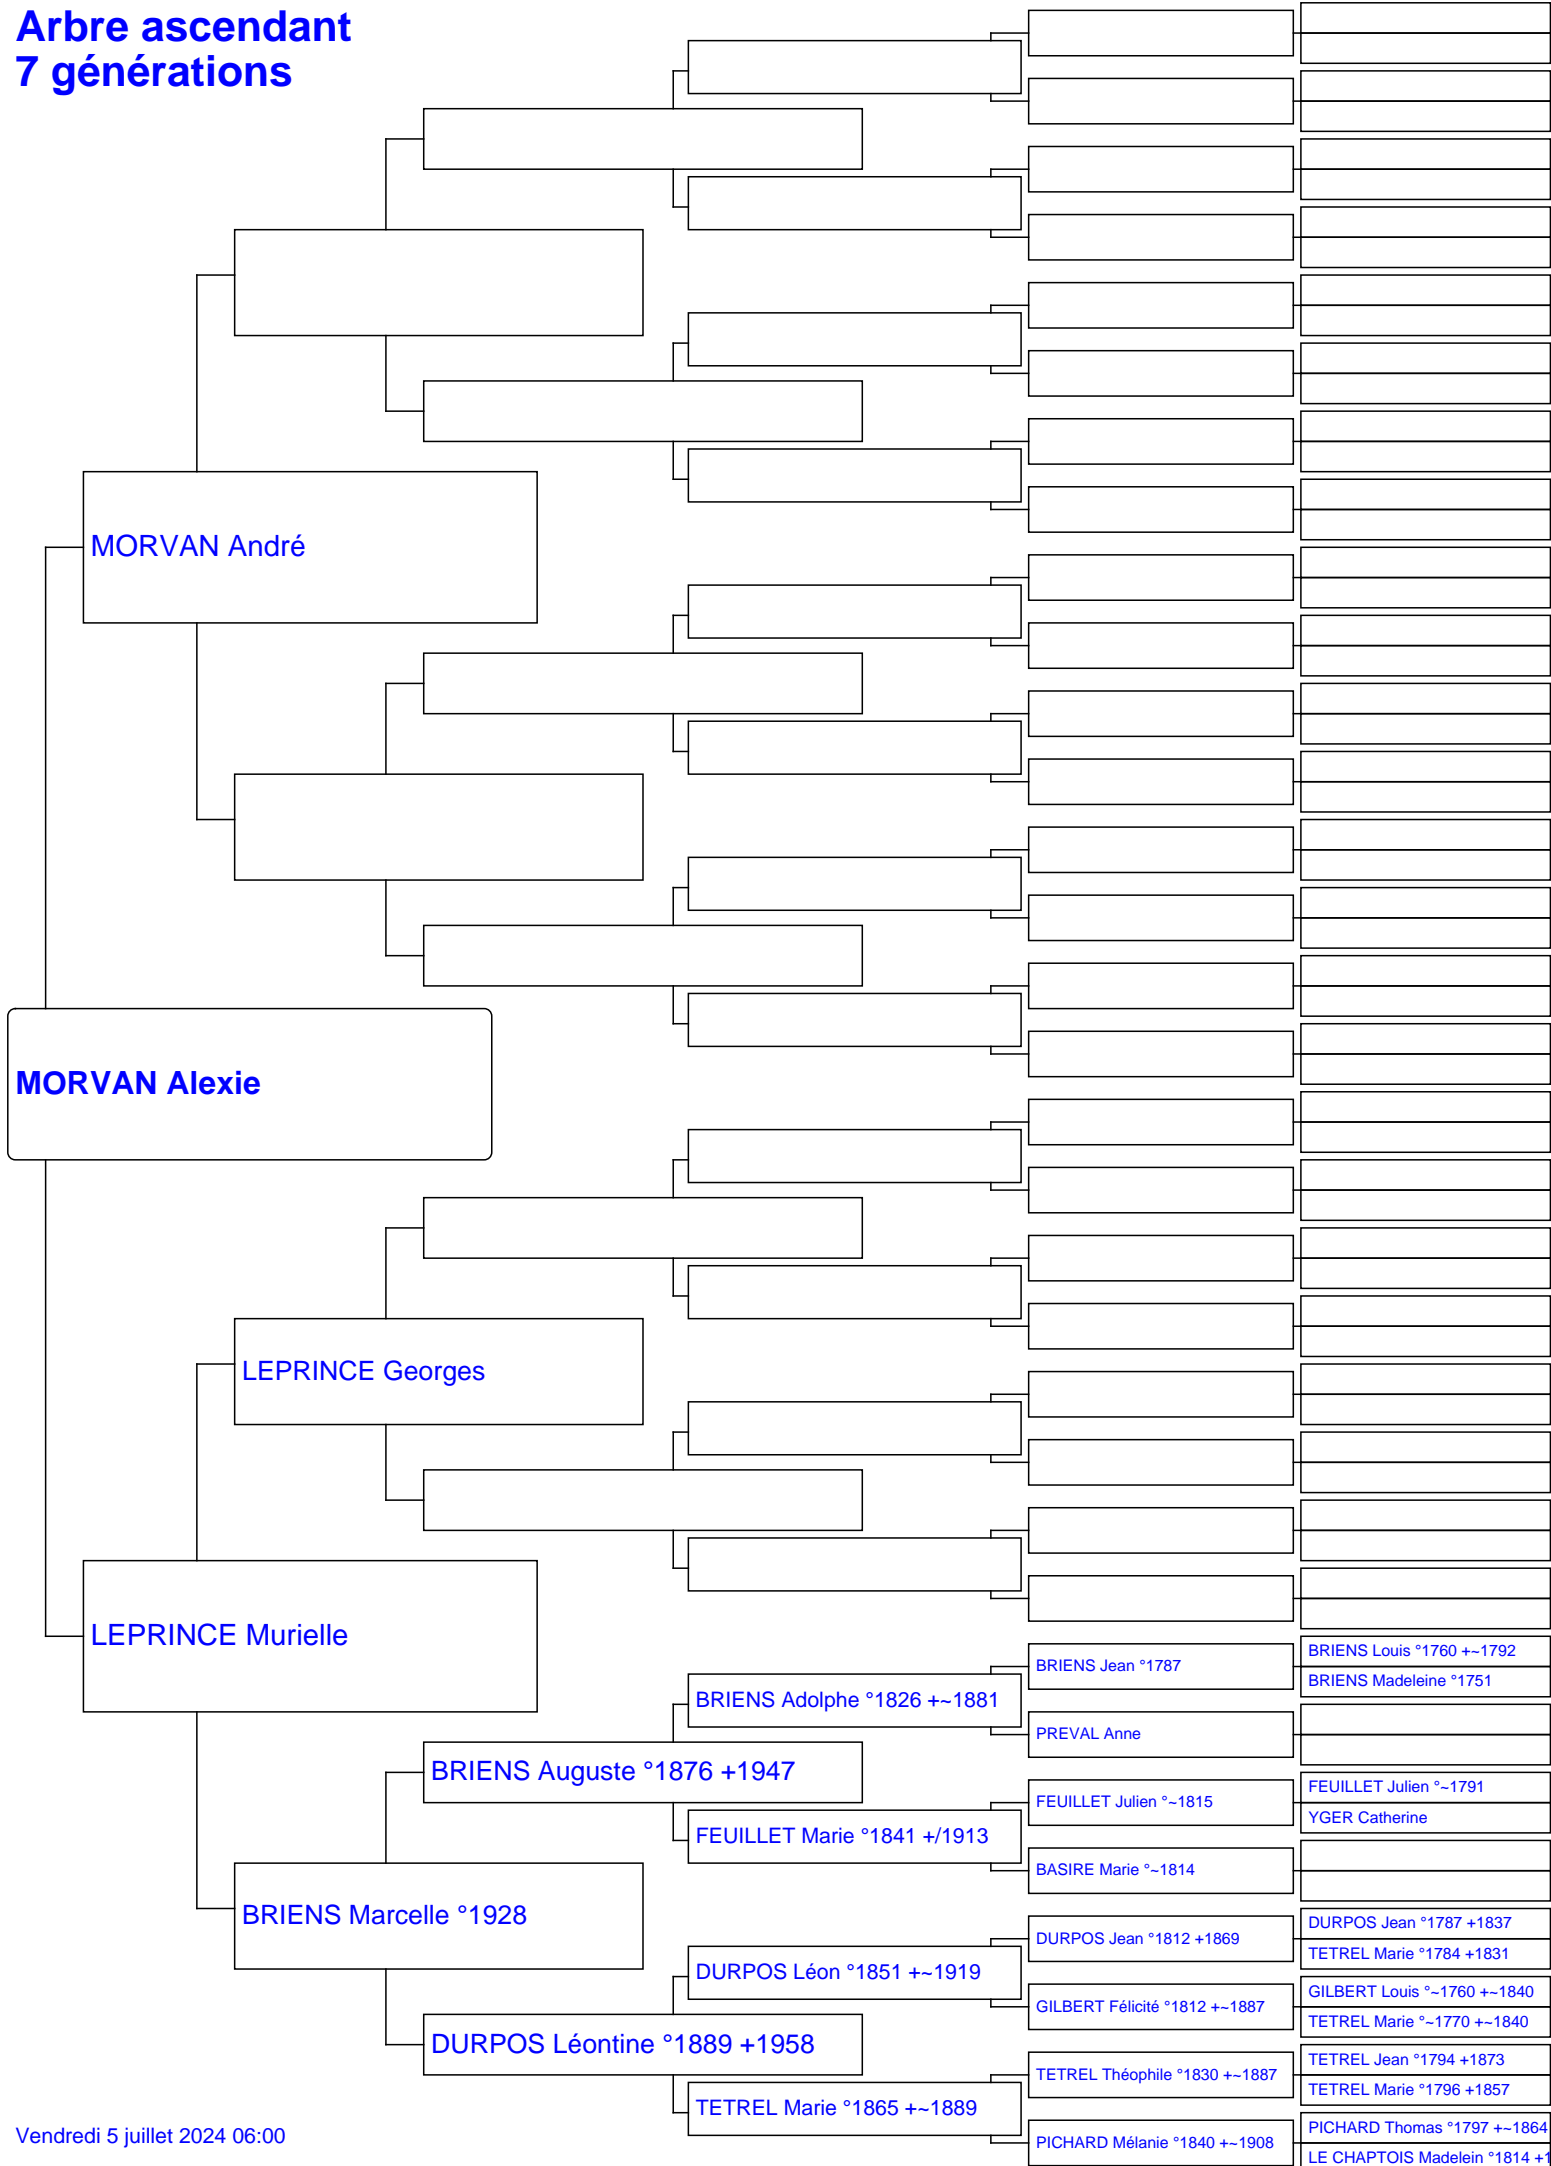 Arbre ascendant
7 générations
MORVAN André
MORVAN Alexie
LEPRINCE Georges
LEPRINCE Murielle
BRIENS Jean °1787
BRIENS Louis °1760 +~1792
BRIENS Madeleine °1751
BRIENS Adolphe °1826 +~1881
PREVAL Anne
BRIENS Auguste °1876 +1947
FEUILLET Julien °~1815
FEUILLET Julien °~1791
YGER Catherine
FEUILLET Marie °1841 +/1913
BASIRE Marie °~1814
BRIENS Marcelle °1928
DURPOS Jean °1812 +1869
DURPOS Jean °1787 +1837
TETREL Marie °1784 +1831
DURPOS Léon °1851 +~1919
GILBERT Félicité °1812 +~1887
GILBERT Louis °~1760 +~1840
TETREL Marie °~1770 +~1840
DURPOS Léontine °1889 +1958
TETREL Théophile °1830 +~1887
TETREL Jean °1794 +1873
TETREL Marie °1796 +1857
TETREL Marie °1865 +~1889
PICHARD Mélanie °1840 +~1908
PICHARD Thomas °1797 +~1864
LE CHAPTOIS Madelein °1814 +1
Vendredi 5 juillet 2024 06:00